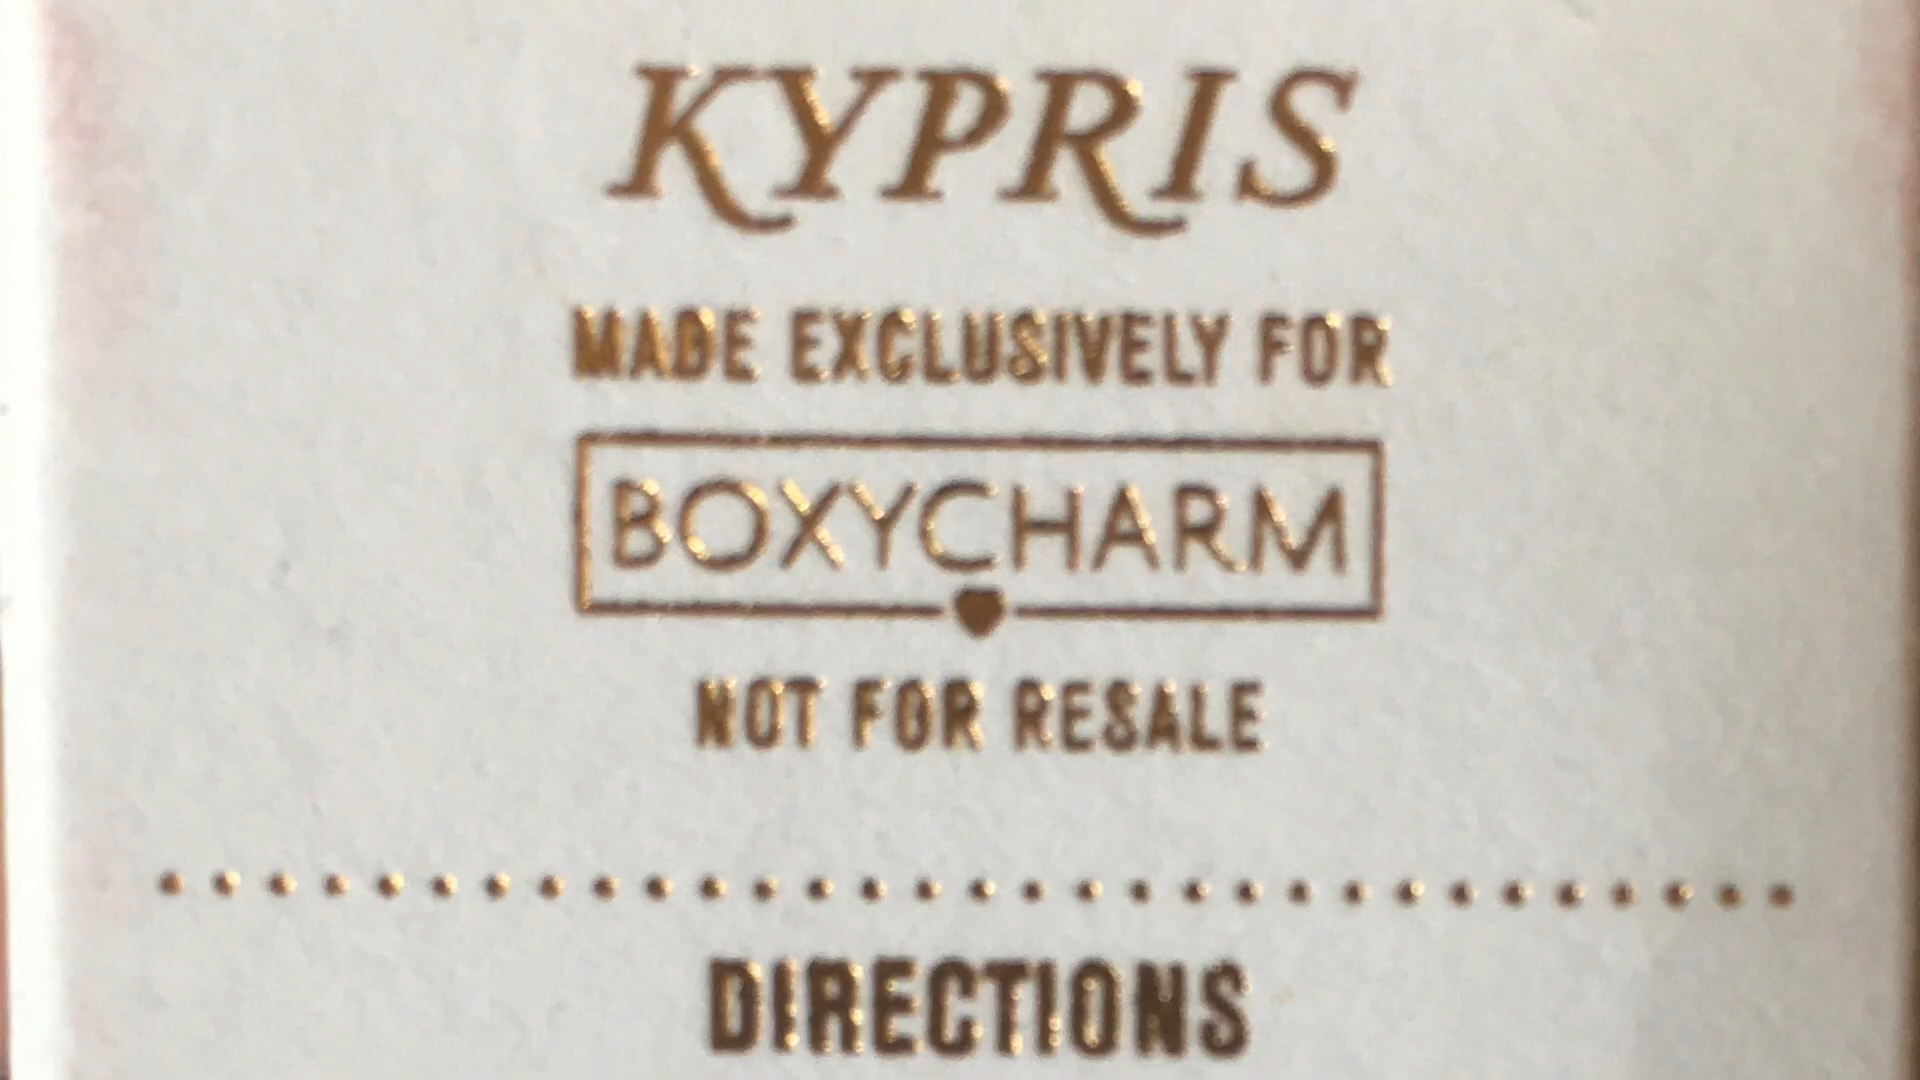 KYPRIS
MADE EXCLUSIVELY FOR
BOXYCHARM
NOT FOR RESALE
DIRECTIONS